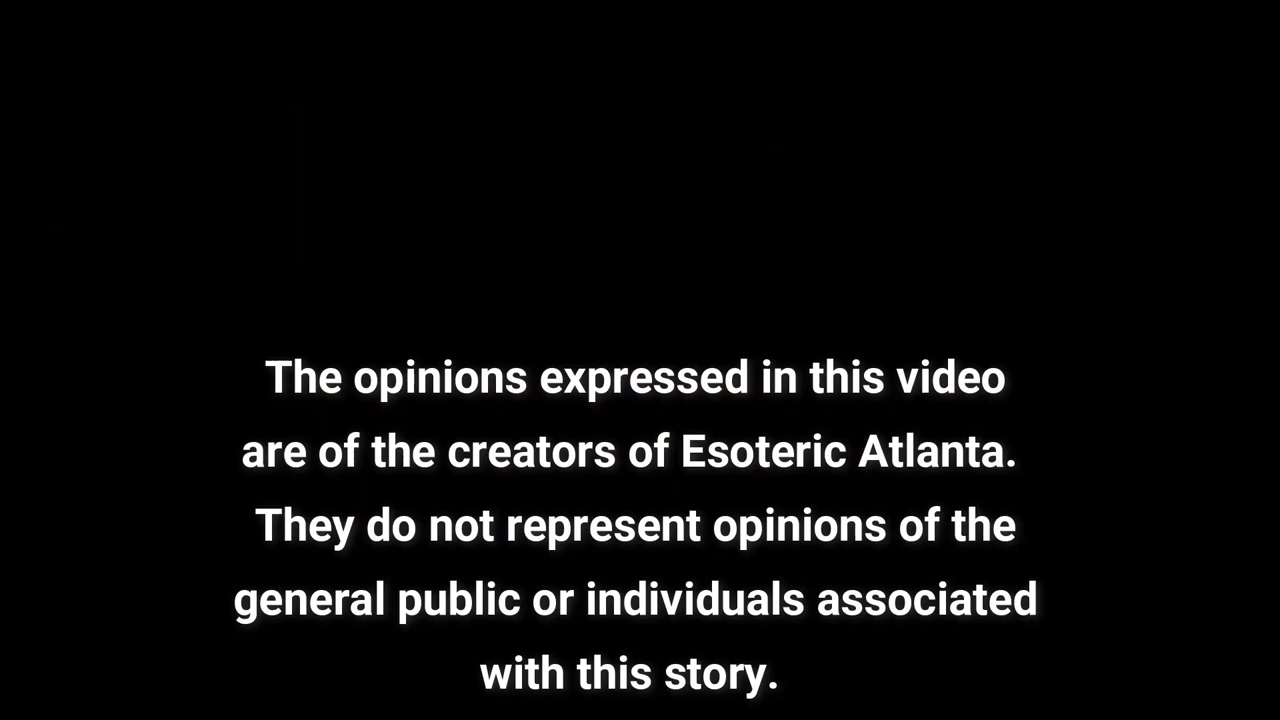 The opinions expressed in this video
are of the creators of Esoteric Atlanta.
They do not represent opinions of the
general public or individuals associated
with this story.